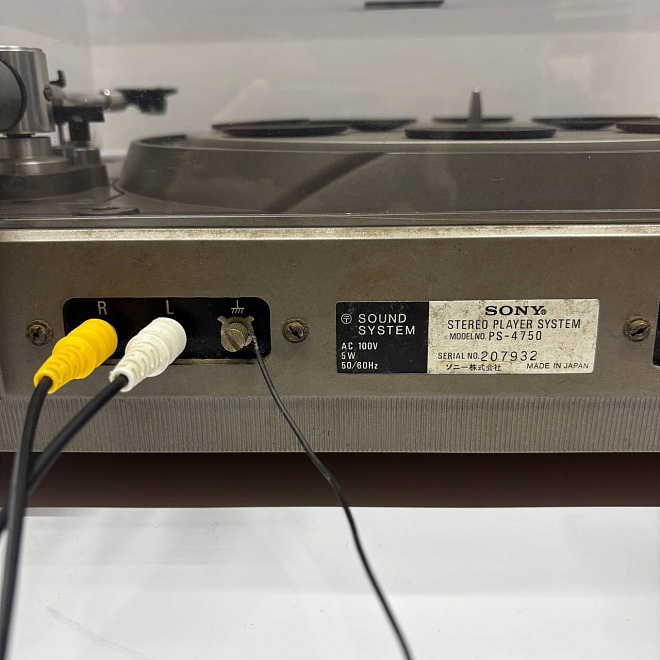 R L
Ⓣ SOUND
SYSTEM
AC 100V
5W
50/60Hz
SONY®
STEREO PLAYER SYSTEM
MODEL NO. PS-4750
SERIAL NO. 207932
ソニー株式会社 MADE IN JAPAN